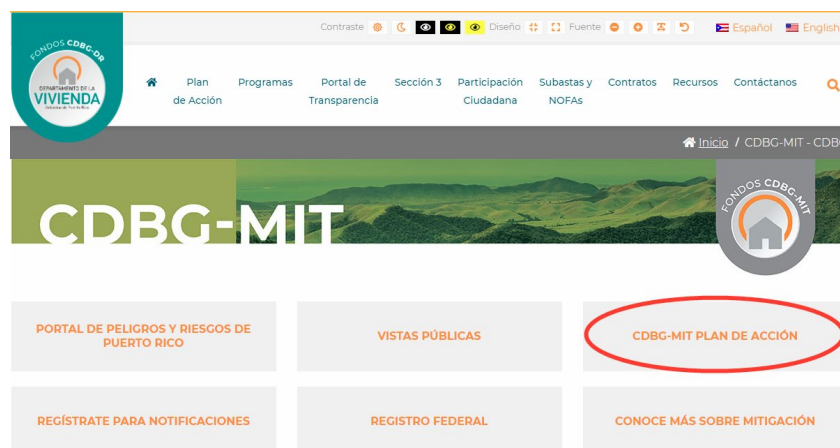 Contraste Diseño Fuente Español English
FONDOS CDBG-DR
DEPARTAMENTO DE LA
VIVIENDA
Plan de Acción
Programas
Portal de Transparencia
Sección 3
Participación Ciudadana
Subastas y NOFAs
Contratos
Recursos
Contáctanos
Inicio / CDBG-MIT - CDB
CDBG-MIT
FONDOS CDBG-MIT
PORTAL DE PELIGROS Y RIESGOS DE
PUERTO RICO
VISTAS PÚBLICAS
CDBG-MIT PLAN DE ACCIÓN
REGÍSTRATE PARA NOTIFICACIONES
REGISTRO FEDERAL
CONOCE MÁS SOBRE MITIGACIÓN